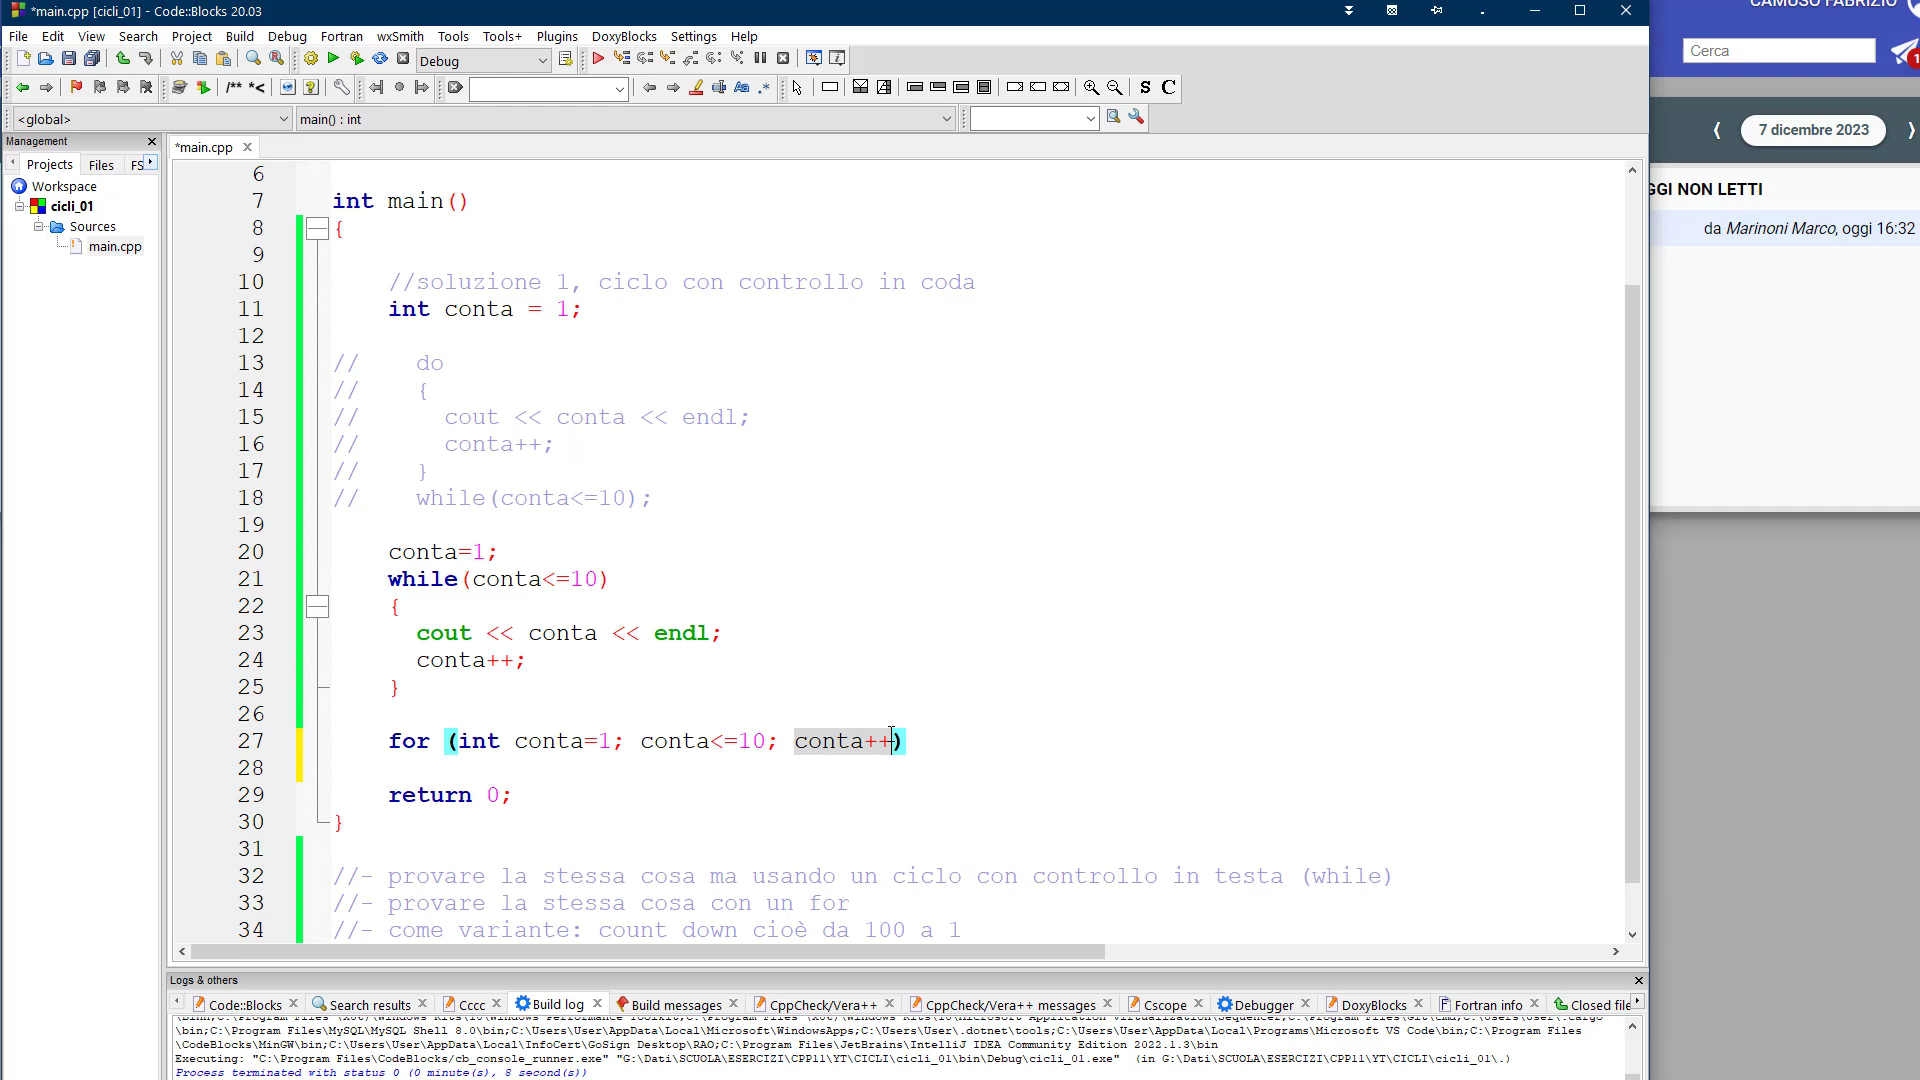 *main.cpp [cicli_01] - Code::Blocks 20.03
File Edit View Search Project Build Debug Fortran wxSmith Tools Tools+ Plugins DoxyBlocks Settings Help
Debug
/** *<
S C
<global> main() : int
Management
Projects Files FS
Workspace
cicli_01
Sources
main.cpp
*main.cpp
6
7 int main()
8 {
9
10 //soluzione 1, ciclo con controllo in coda
11 int conta = 1;
12
13 // do
14 // {
15 // cout << conta << endl;
16 // conta++;
17 // }
18 // while(conta<=10);
19
20 conta=1;
21 while(conta<=10)
22 {
23 cout << conta << endl;
24 conta++;
25 }
26
27 for (int conta=1; conta<=10; conta++)
28
29 return 0;
30 }
31
32 //- provare la stessa cosa ma usando un ciclo con controllo in testa (while)
33 //- provare la stessa cosa con un for
34 //- come variante: count down cioè da 100 a 1
Logs & others
Code::Blocks Search results Cccc Build log Build messages CppCheck/Vera++ CppCheck/Vera++ messages Cscope Debugger DoxyBlocks Fortran info Closed file
\bin;C:\Program Files\MySQL\MySQL Shell 8.0\bin;C:\Users\User\AppData\Local\Microsoft\WindowsApps;C:\Users\User\.dotnet\tools;C:\Users\User\AppData\Local\Programs\Microsoft VS Code\bin;C:\Program Files
\CodeBlocks\MinGW\bin;C:\Users\User\AppData\Local\InfoCert\GoSign Desktop\RAO;C:\Program Files\JetBrains\IntelliJ IDEA Community Edition 2022.1.3\bin
Executing: "C:\Program Files\CodeBlocks/cb_console_runner.exe" "G:\Dati\SCUOLA\ESERCIZI\CPP11\YT\CICLI\cicli_01\bin\Debug\cicli_01.exe" (in G:\Dati\SCUOLA\ESERCIZI\CPP11\YT\CICLI\cicli_01\.)
Process terminated with status 0 (0 minute(s), 8 second(s))
CAMUSO FABRIZIO
Cerca
1
7 dicembre 2023
GGI NON LETTI
da Marinoni Marco, oggi 16:32